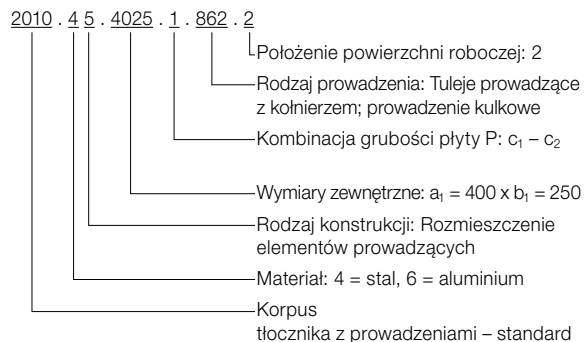 2010 . 4 5 . 4025 . 1 . 862 . 2
Położenie powierzchni roboczej: 2
Rodzaj prowadzenia: Tuleje prowadzące
z kołnierzem; prowadzenie kulkowe
Kombinacja grubości płyty P: c₁ – c₂
Wymiary zewnętrzne: a₁ = 400 x b₁ = 250
Rodzaj konstrukcji: Rozmieszczenie
elementów prowadzących
Materiał: 4 = stal, 6 = aluminium
Korpus
tłocznika z prowadzeniami – standard